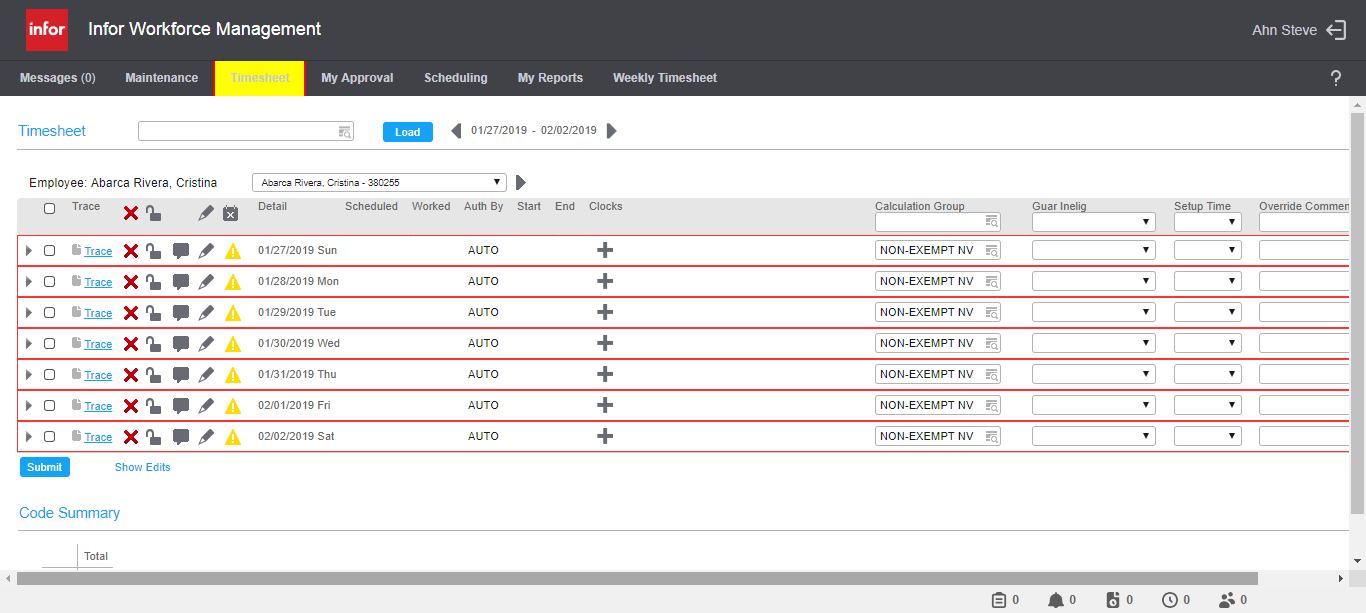 infor Infor Workforce Management Ahn Steve
Messages (0) Maintenance Timesheet My Approval Scheduling My Reports Weekly Timesheet ?
Timesheet Load 01/27/2019 - 02/02/2019
Employee: Abarca Rivera, Cristina Abarca Rivera, Cristina - 380255
Trace Detail Scheduled Worked Auth By Start End Clocks Calculation Group Guar Inelig Setup Time Override Commen
Trace 01/27/2019 Sun AUTO NON-EXEMPT NV
Trace 01/28/2019 Mon AUTO NON-EXEMPT NV
Trace 01/29/2019 Tue AUTO NON-EXEMPT NV
Trace 01/30/2019 Wed AUTO NON-EXEMPT NV
Trace 01/31/2019 Thu AUTO NON-EXEMPT NV
Trace 02/01/2019 Fri AUTO NON-EXEMPT NV
Trace 02/02/2019 Sat AUTO NON-EXEMPT NV
Submit Show Edits
Code Summary
Total
0 0 0 0 0